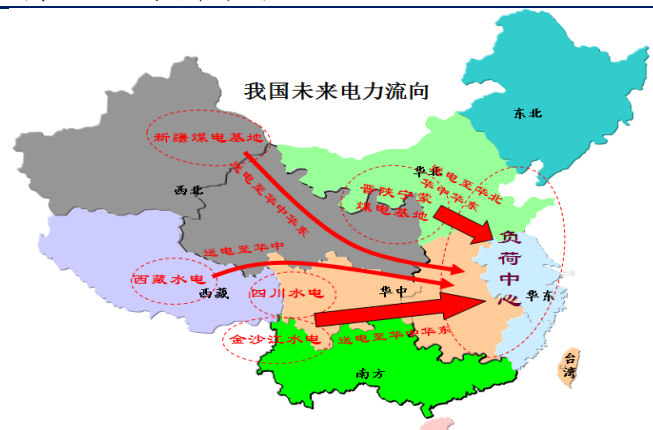 我国未来电力流向
东北
新疆煤电基地
送电至华中华东
西北
华北
送电至华北
华中华东
晋陕宁蒙
煤电基地
负荷中心
送电至华中
西藏水电
西藏
四川水电
华中
华东
金沙江水电
送电至华中华东
南方
台湾